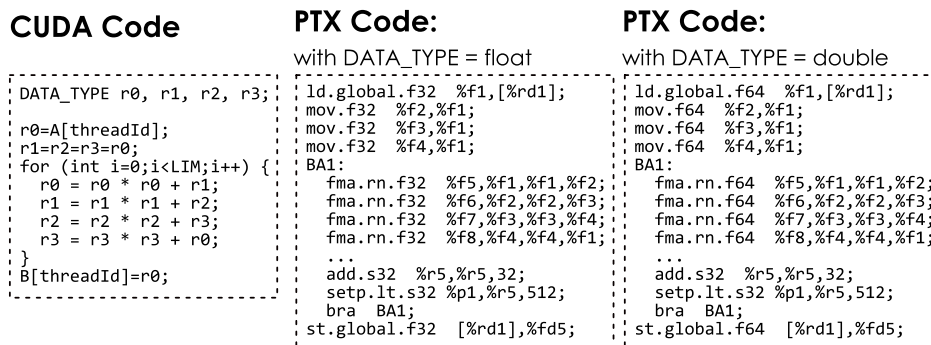 CUDA Code
DATA_TYPE r0, r1, r2, r3;
r0=A[threadId];
r1=r2=r3=r0;
for (int i=0;i<LIM;i++) {
r0 = r0 * r0 + r1;
r1 = r1 * r1 + r2;
r2 = r2 * r2 + r3;
r3 = r3 * r3 + r0;
}
B[threadId]=r0;
PTX Code:
with DATA_TYPE = float
ld.global.f32 %f1,[%rd1];
mov.f32 %f2,%f1;
mov.f32 %f3,%f1;
mov.f32 %f4,%f1;
BA1:
fma.rn.f32 %f5,%f1,%f1,%f2;
fma.rn.f32 %f6,%f2,%f2,%f3;
fma.rn.f32 %f7,%f3,%f3,%f4;
fma.rn.f32 %f8,%f4,%f4,%f1;
...
add.s32 %r5,%r5,32;
setp.lt.s32 %p1,%r5,512;
bra BA1;
st.global.f32 [%rd1],%fd5;
PTX Code:
with DATA_TYPE = double
ld.global.f64 %f1,[%rd1];
mov.f64 %f2,%f1;
mov.f64 %f3,%f1;
mov.f64 %f4,%f1;
BA1:
fma.rn.f64 %f5,%f1,%f1,%f2;
fma.rn.f64 %f6,%f2,%f2,%f3;
fma.rn.f64 %f7,%f3,%f3,%f4;
fma.rn.f64 %f8,%f4,%f4,%f1;
...
add.s32 %r5,%r5,32;
setp.lt.s32 %p1,%r5,512;
bra BA1;
st.global.f64 [%rd1],%fd5;